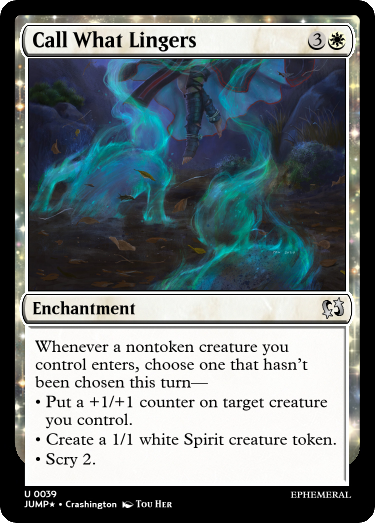 Call What Lingers 3
Enchantment
Whenever a nontoken creature you
control enters, choose one that hasn't
been chosen this turn—
• Put a +1/+1 counter on target creature
you control.
• Create a 1/1 white Spirit creature token.
• Scry 2.
U 0039
EPHEMERAL
JUMP★ • Crashington Tou Her